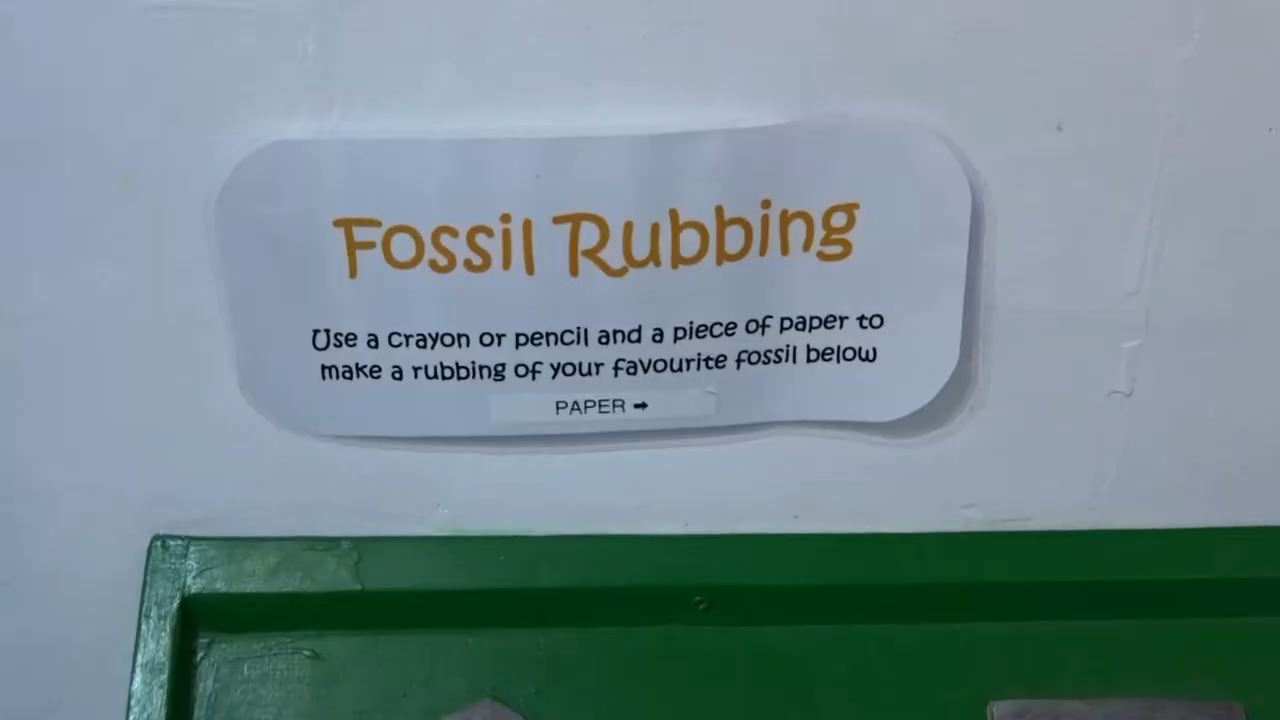 Fossil Rubbing
Use a crayon or pencil and a piece of paper to
make a rubbing of your favourite fossil below
PAPER ➡